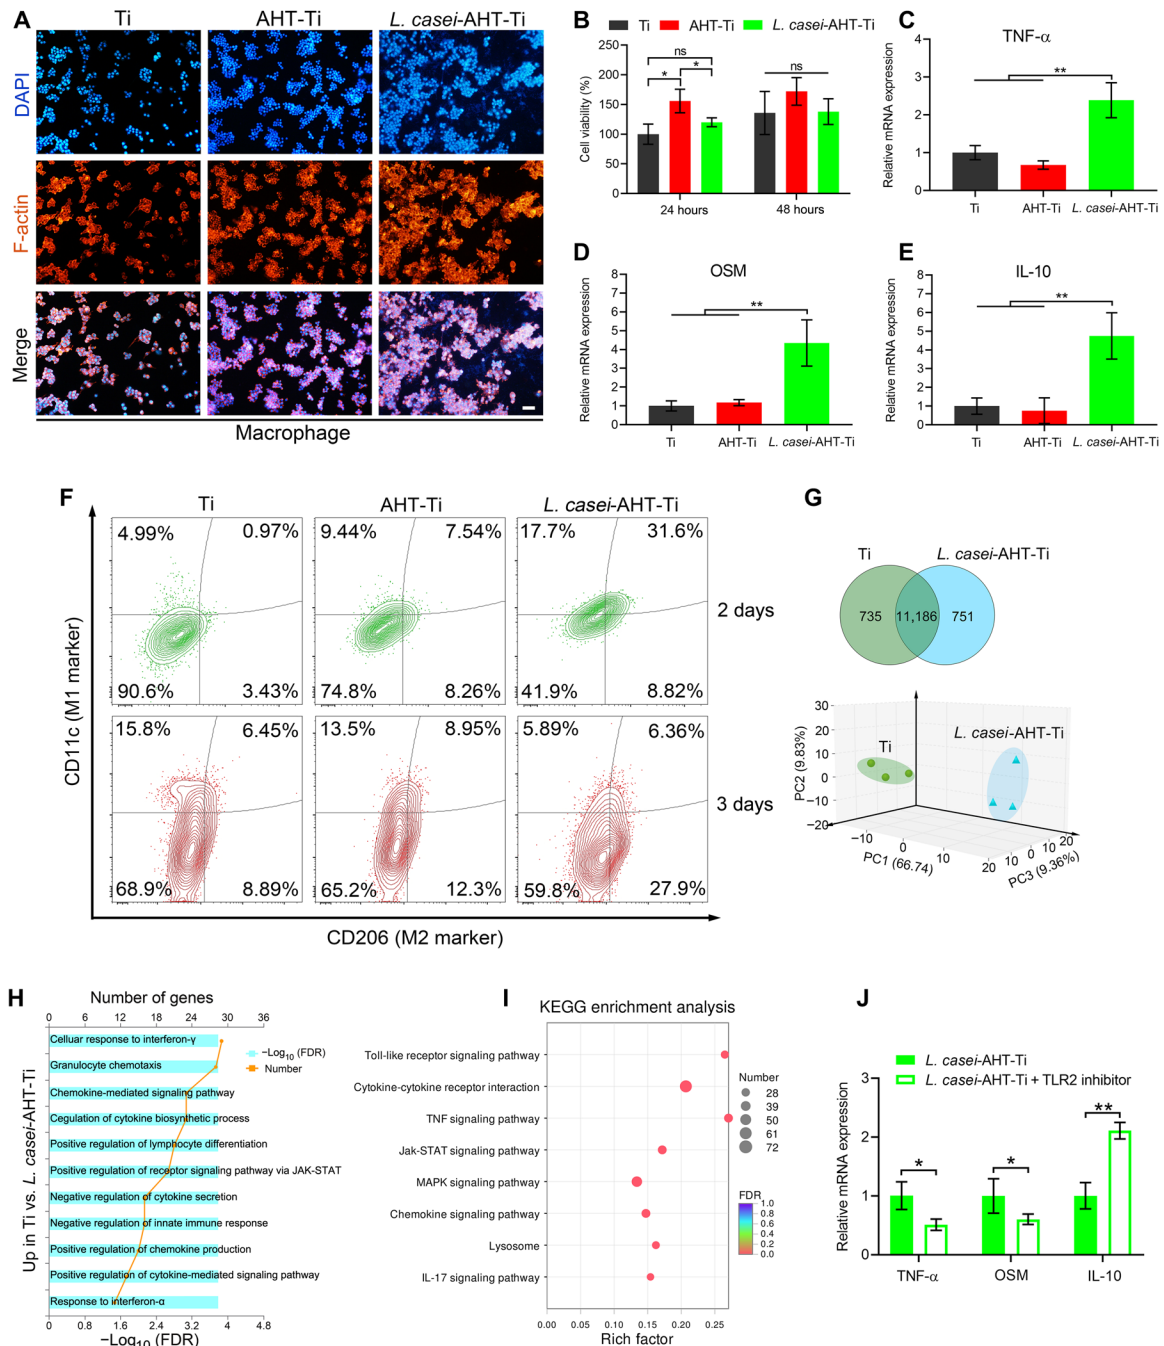 A
Ti
AHT-Ti
L. casei-AHT-Ti
DAPI
F-actin
Merge
Macrophage
B
Ti
AHT-Ti
L. casei-AHT-Ti
Cell viability (%)
250
200
150
100
50
0
ns
*
*
ns
24 hours
48 hours
C
TNF-α
Relative mRNA expression
4
3
2
1
0
**
Ti
AHT-Ti
L. casei-AHT-Ti
D
OSM
Relative mRNA expression
8
7
6
5
4
3
2
1
0
**
Ti
AHT-Ti
L. casei-AHT-Ti
E
IL-10
Relative mRNA expression
8
7
6
5
4
3
2
1
0
**
Ti
AHT-Ti
L. casei-AHT-Ti
F
Ti
AHT-Ti
L. casei-AHT-Ti
CD11c (M1 marker)
4.99%
0.97%
90.6%
3.43%
9.44%
7.54%
74.8%
8.26%
17.7%
31.6%
41.9%
8.82%
2 days
15.8%
6.45%
68.9%
8.89%
13.5%
8.95%
65.2%
12.3%
5.89%
6.36%
59.8%
27.9%
3 days
CD206 (M2 marker)
G
Ti
L. casei-AHT-Ti
735
11,186
751
PC2 (9.83%)
30
20
10
0
−10
−20
Ti
L. casei-AHT-Ti
−10
0
10
20
PC1 (66.74)
10
0
10
20
PC3 (9.36%)
H
Number of genes
0 6 12 18 24 30 36
Up in Ti vs. L. casei-AHT-Ti
Celluar response to interferon-γ
Granulocyte chemotaxis
Chemokine-mediated signaling pathway
Cegulation of cytokine biosynthetic process
Positive regulation of lymphocyte differentiation
Positive regulation of receptor signaling pathway via JAK-STAT
Negative regulation of cytokine secretion
Negative regulation of innate immune response
Positive regulation of chemokine production
Positive regulation of cytokine-mediated signaling pathway
Response to interferon-α
−Log10 (FDR)
Number
0 0.8 1.6 2.4 3.2 4 4.8
−Log10 (FDR)
I
KEGG enrichment analysis
Toll-like receptor signaling pathway
Cytokine-cytokine receptor interaction
TNF signaling pathway
Jak-STAT signaling pathway
MAPK signaling pathway
Chemokine signaling pathway
Lysosome
IL-17 signaling pathway
0.00 0.05 0.10 0.15 0.20 0.25
Rich factor
Number
28
39
50
61
72
FDR
1.0
0.8
0.6
0.4
0.2
0.0
J
L. casei-AHT-Ti
L. casei-AHT-Ti + TLR2 inhibitor
Relative mRNA expression
3
2
1
0
*
*
**
TNF-α
OSM
IL-10